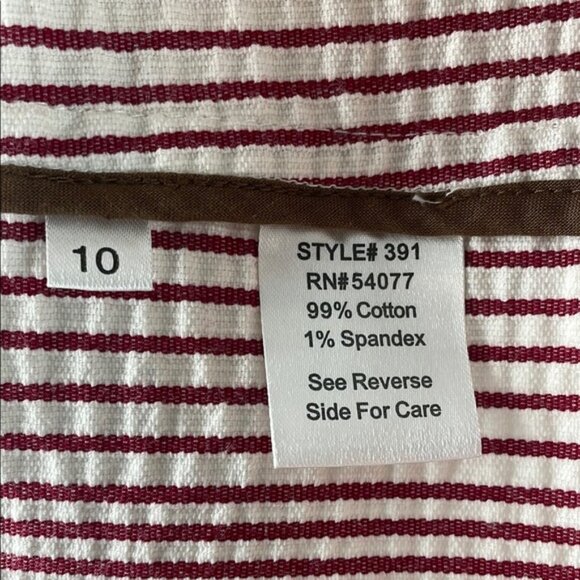 10
STYLE# 391
RN#54077
99% Cotton
1% Spandex
See Reverse
Side For Care